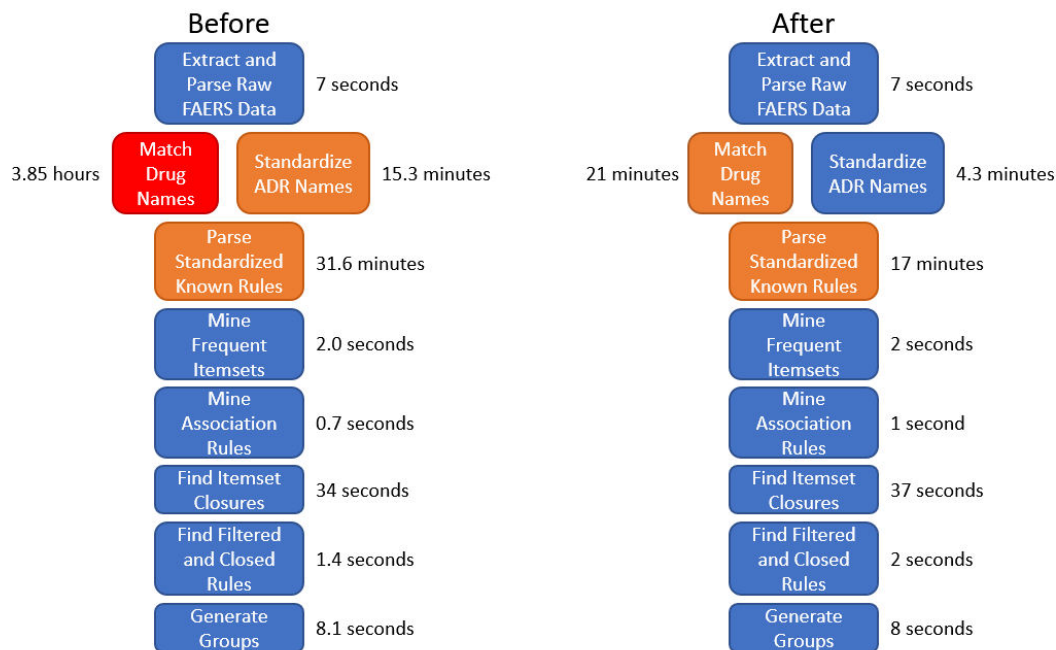 Before
Extract and
Parse Raw
FAERS Data
7 seconds
3.85 hours
Match
Drug
Names
Standardize
ADR Names
15.3 minutes
Parse
Standardized
Known Rules
31.6 minutes
Mine
Frequent
Itemsets
2.0 seconds
Mine
Association
Rules
0.7 seconds
Find Itemset
Closures
34 seconds
Find Filtered
and Closed
Rules
1.4 seconds
Generate
Groups
8.1 seconds
After
Extract and
Parse Raw
FAERS Data
7 seconds
21 minutes
Match
Drug
Names
Standardize
ADR Names
4.3 minutes
Parse
Standardized
Known Rules
17 minutes
Mine
Frequent
Itemsets
2 seconds
Mine
Association
Rules
1 second
Find Itemset
Closures
37 seconds
Find Filtered
and Closed
Rules
2 seconds
Generate
Groups
8 seconds